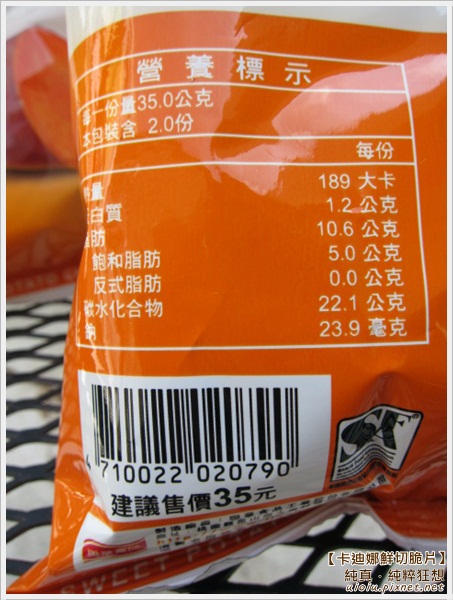 營養標示
每一份量35.0公克
本包裝含 2.0份
每份
熱量 189 大卡
蛋白質 1.2 公克
脂肪 10.6 公克
飽和脂肪 5.0 公克
反式脂肪 0.0 公克
碳水化合物 22.1 公克
鈉 23.9 毫克
4 710022 020790
建議售價35元
【卡迪娜鮮切脆片】
純真‧純粹狂想
ulolu.pixnet.net